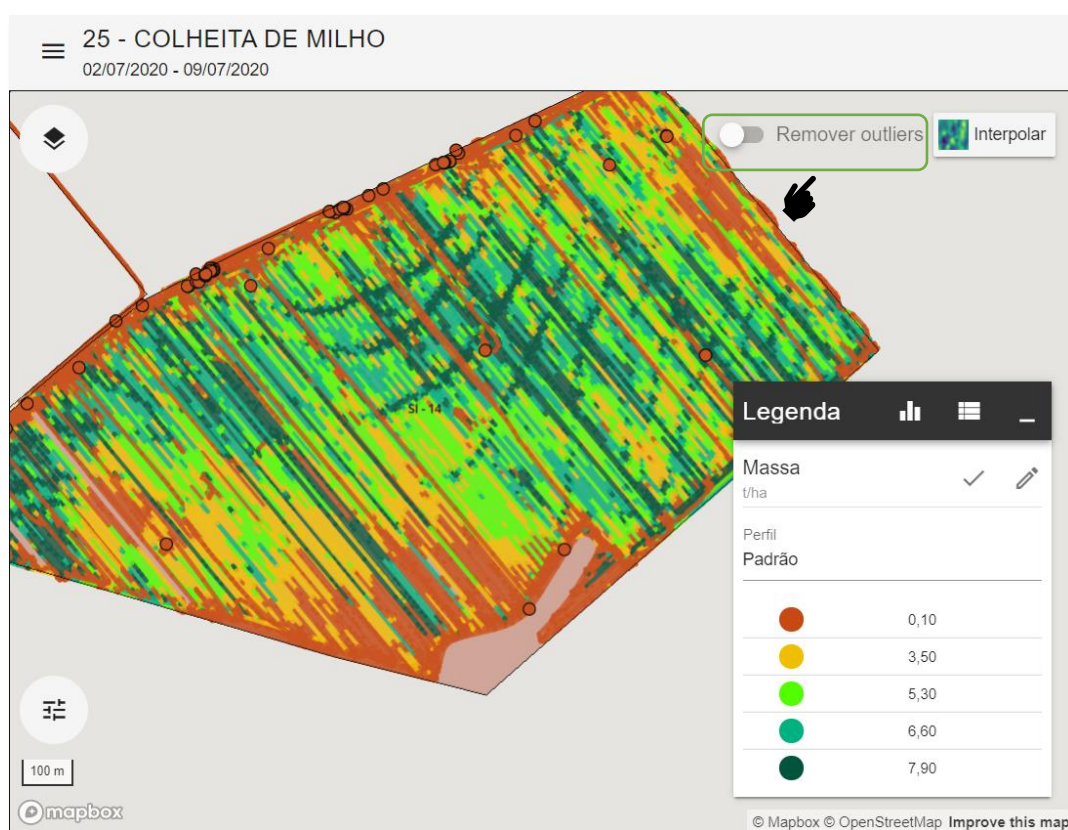 25 - COLHEITA DE MILHO
02/07/2020 - 09/07/2020
Remover outliers
Interpolar
SI - 14
Legenda
Massa
t/ha
Perfil
Padrão
0,10
3,50
5,30
6,60
7,90
100 m
mapbox
© Mapbox © OpenStreetMap Improve this map